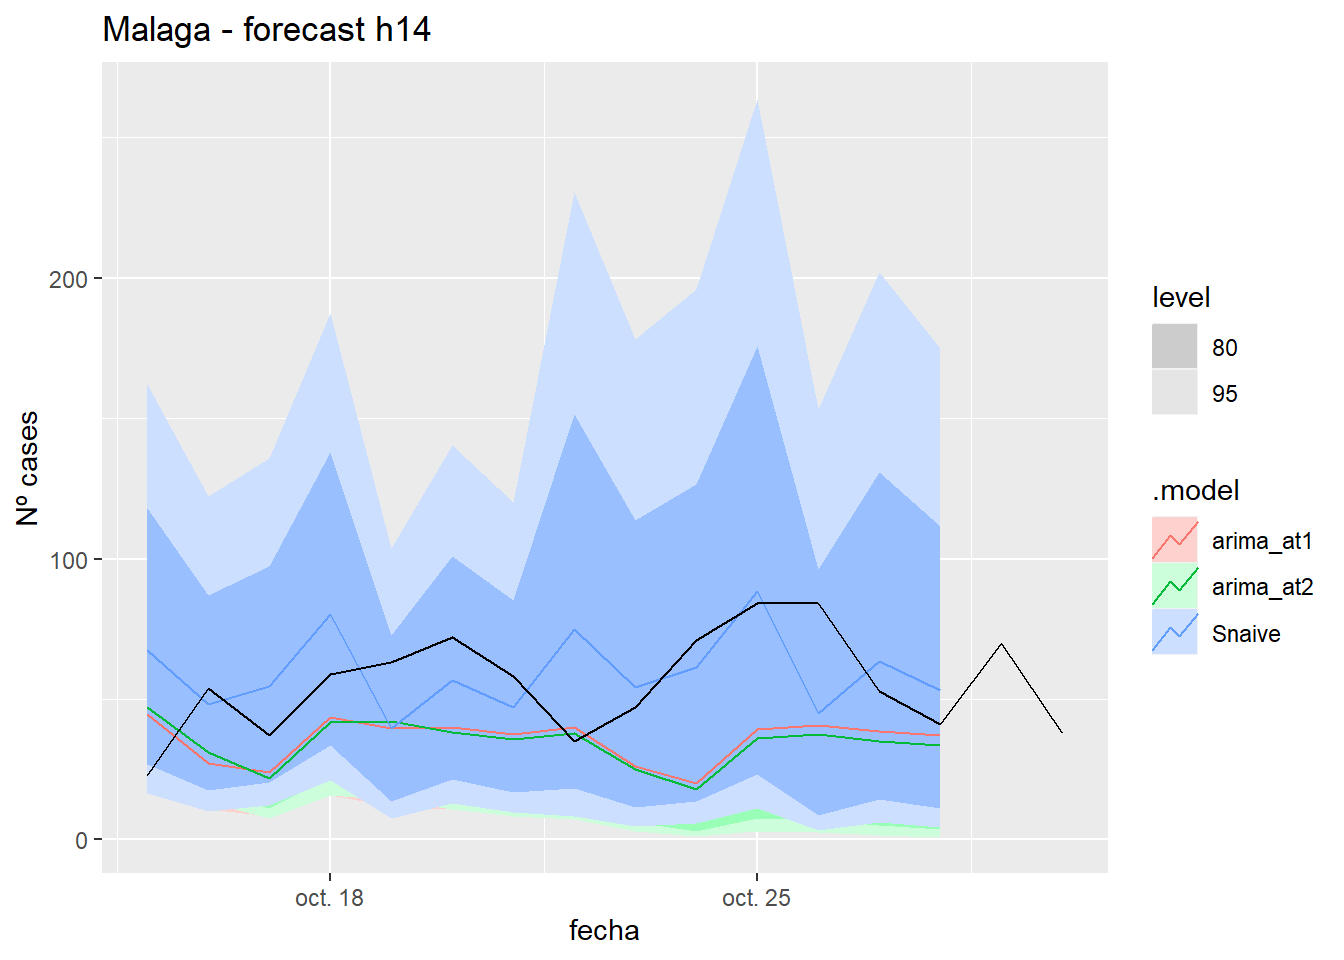 Malaga - forecast h14
Nº cases
200
100
0
oct. 18
oct. 25
fecha
level
80
95
.model
arima_at1
arima_at2
Snaive